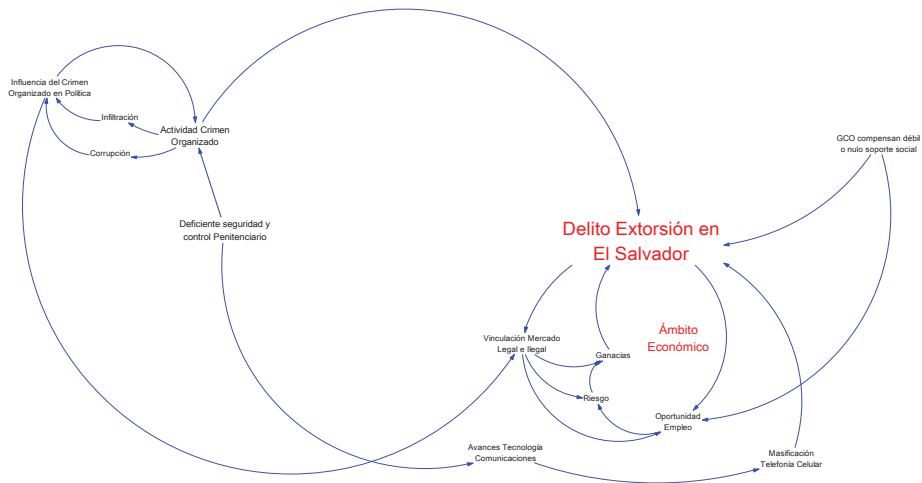 Influencia del Crimen
Organizado en Política
Infiltración
Actividad Crimen
Organizado
Corrupción
GCO compensan débil
o nulo soporte social
Deficiente seguridad y
control Penitenciario
Delito Extorsión en
El Salvador
Ámbito
Económico
Vinculación Mercado
Legal e Ilegal
Ganacias
Riesgo
Oportunidad
Empleo
Avances Tecnología
Comunicaciones
Masificación
Telefonía Celular